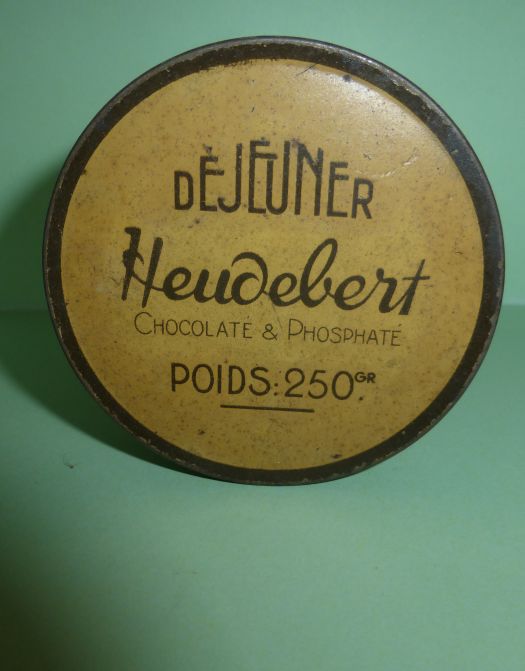 DÉJEUNER
Heudebert
CHOCOLATÉ & PHOSPHATÉ
POIDS: 250GR.